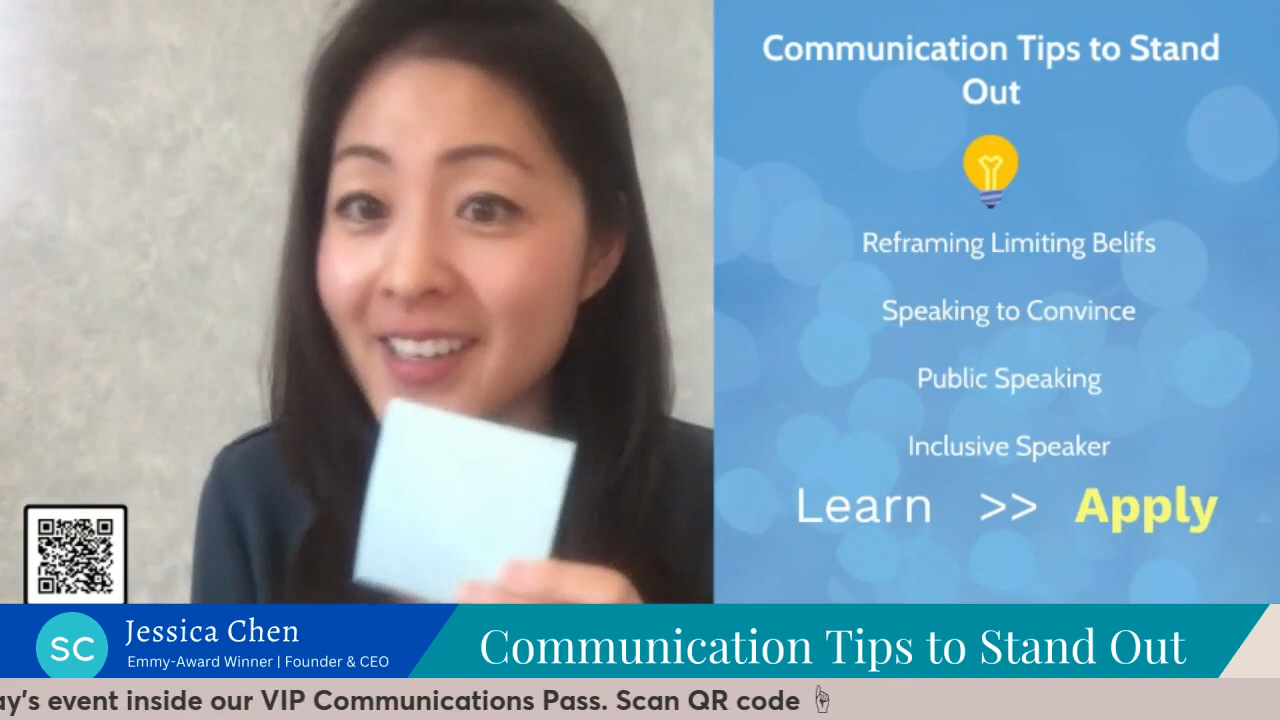 Communication Tips to Stand
Out
Reframing Limiting Belifs
Speaking to Convince
Public Speaking
Inclusive Speaker
Learn >> Apply
SC
Jessica Chen
Emmy-Award Winner | Founder & CEO
Communication Tips to Stand Out
ay's event inside our VIP Communications Pass. Scan QR code ☝